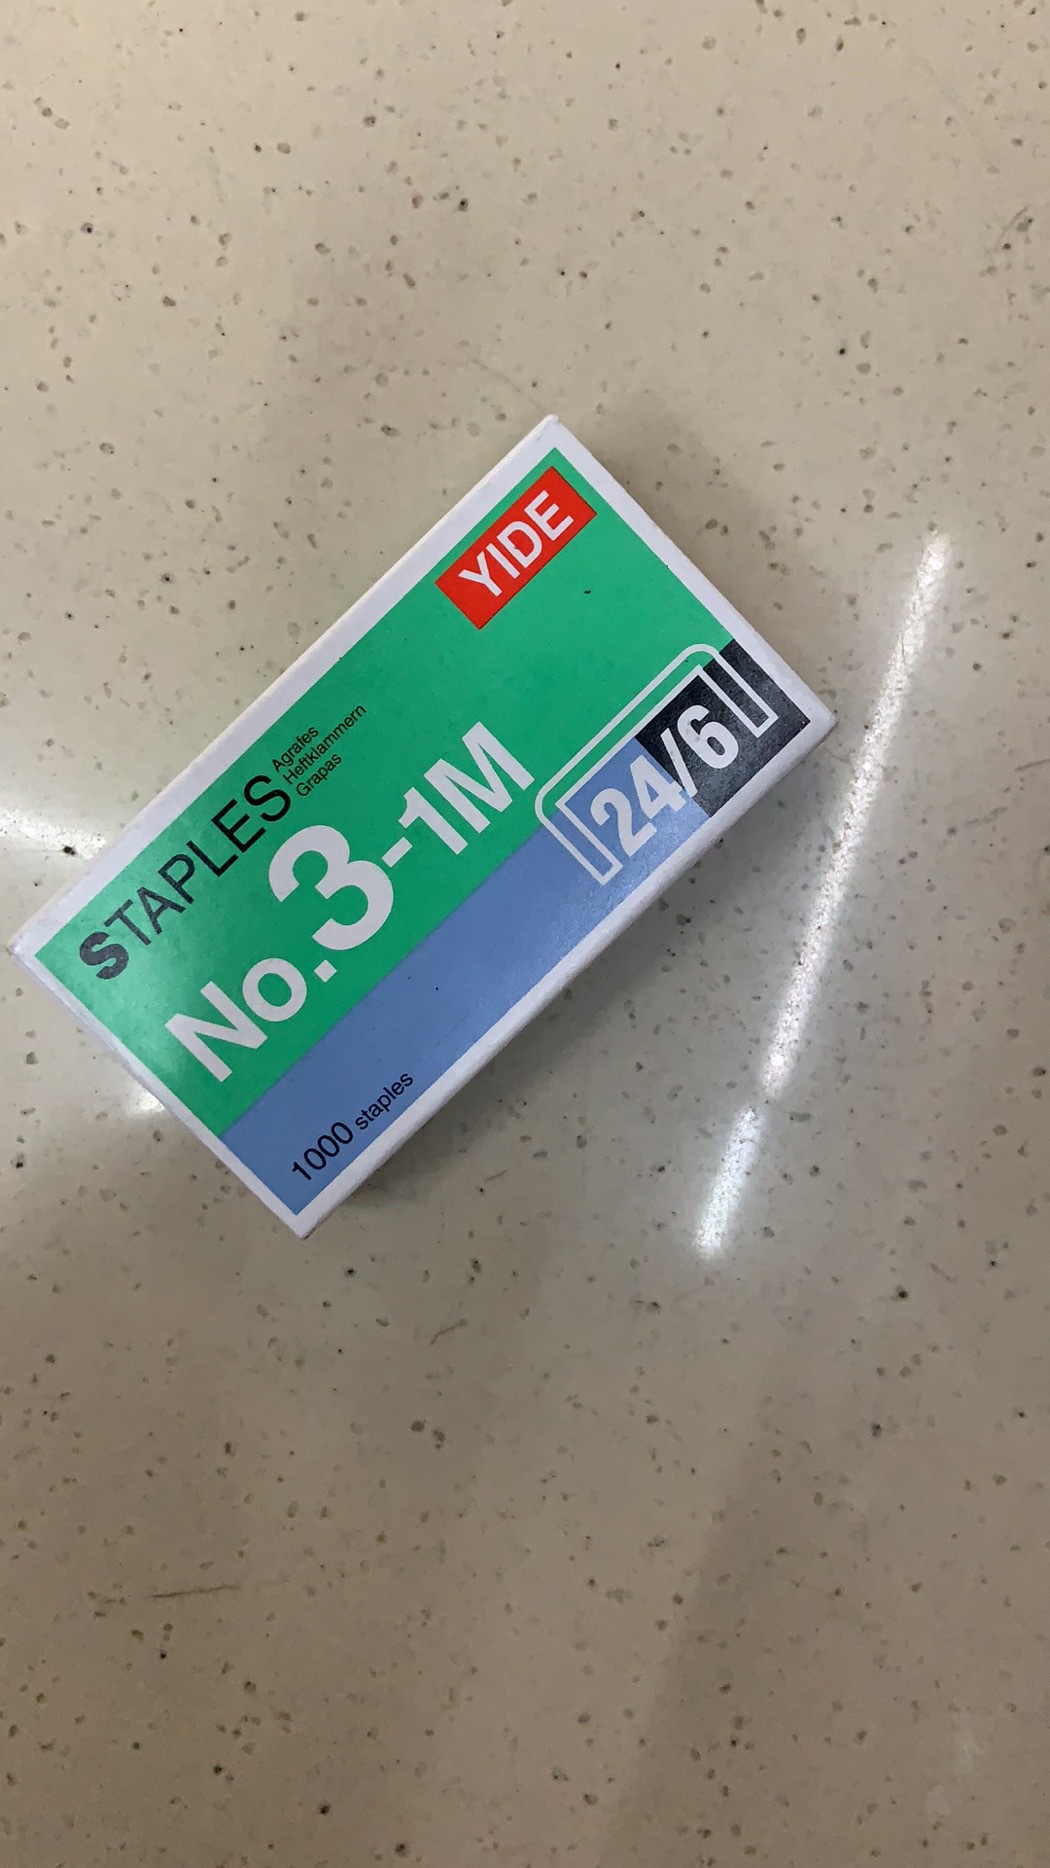 YIDE
STAPLES
Agrafes
Heftklammern
Grapas
No.3-1M
24/6
1000 staples